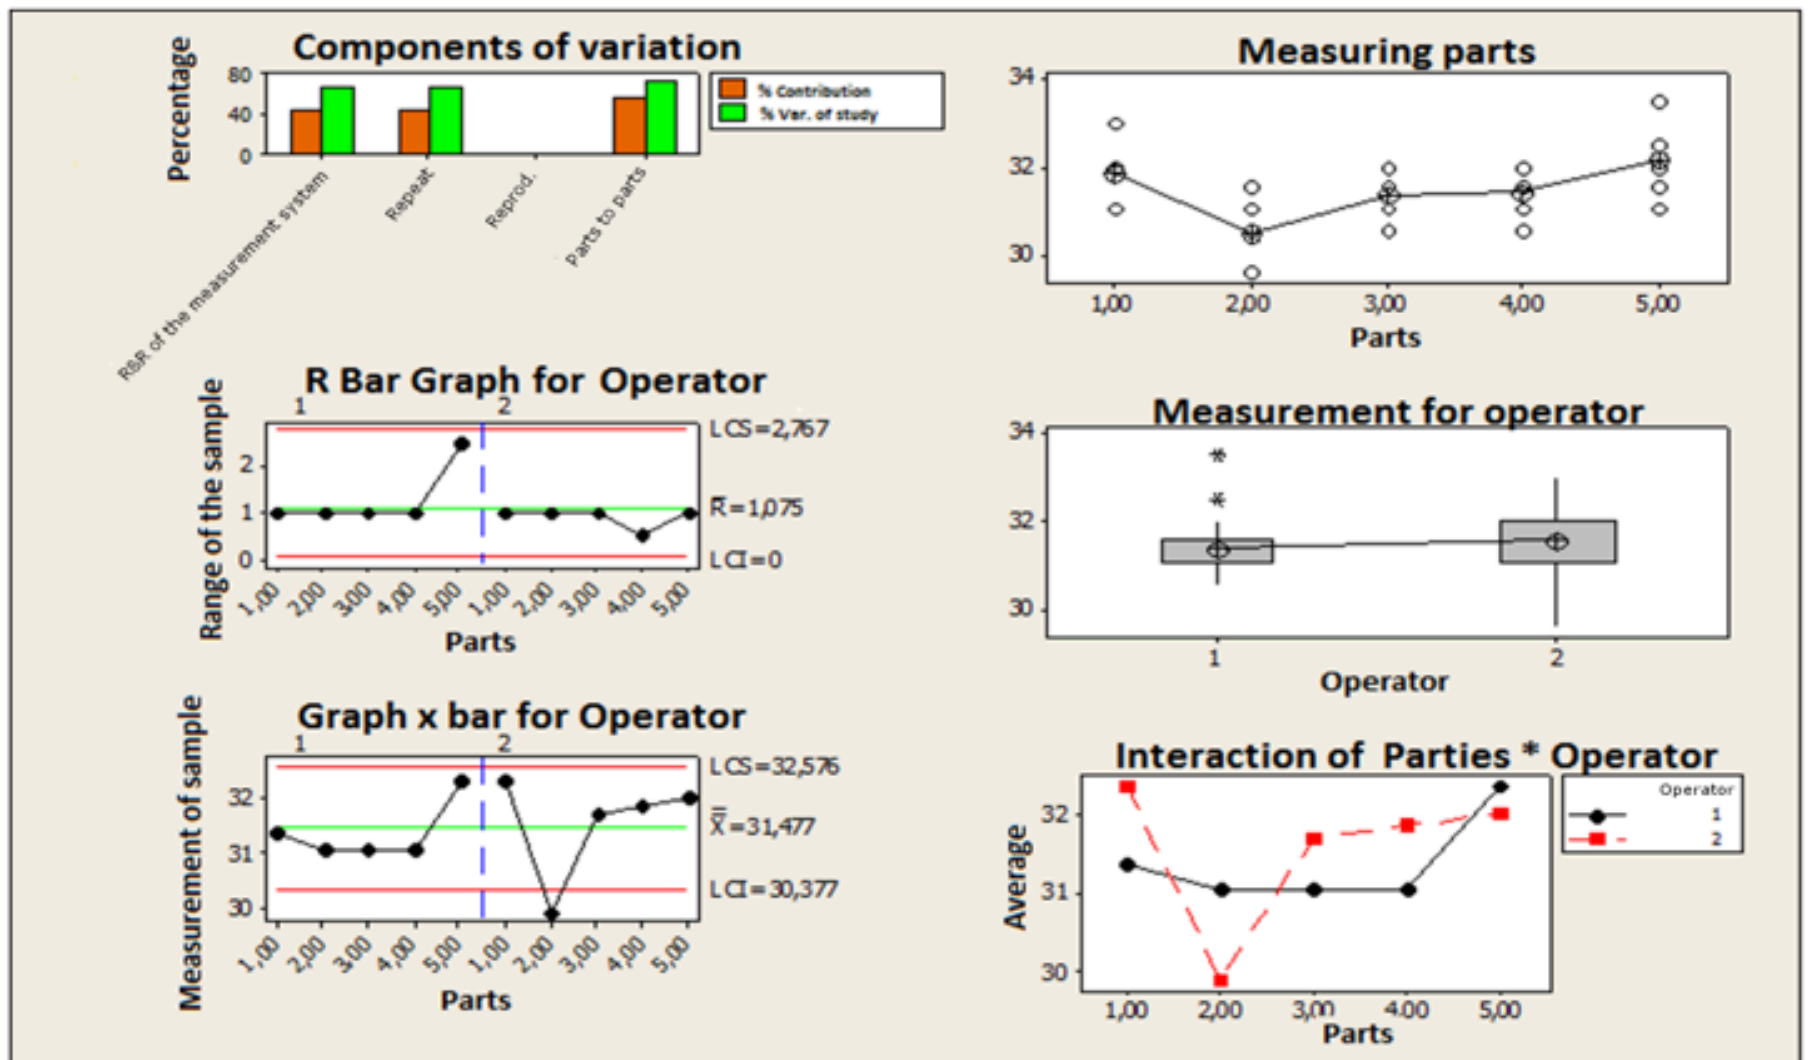 Components of variation
Percentage
80
40
0
% Contribution
% Var. of study
R&R of the measurement system
Repeat
Reprod.
Parts to parts
Measuring parts
34
32
30
1,00 2,00 3,00 4,00 5,00
Parts
R Bar Graph for Operator
Range of the sample
1 2
2
1
0
LCS=2,767
R̅=1,075
LCI=0
1,00 2,00 3,00 4,00 5,00 1,00 2,00 3,00 4,00 5,00
Parts
Measurement for operator
34
32
30
1 2
Operator
Graph x bar for Operator
Measurement of sample
1 2
32
31
30
LCS=32,576
X̿=31,477
LCI=30,377
1,00 2,00 3,00 4,00 5,00 1,00 2,00 3,00 4,00 5,00
Parts
Interaction of Parties * Operator
Average
32
31
30
Operator
1
2
1,00 2,00 3,00 4.00 5,00
Parts